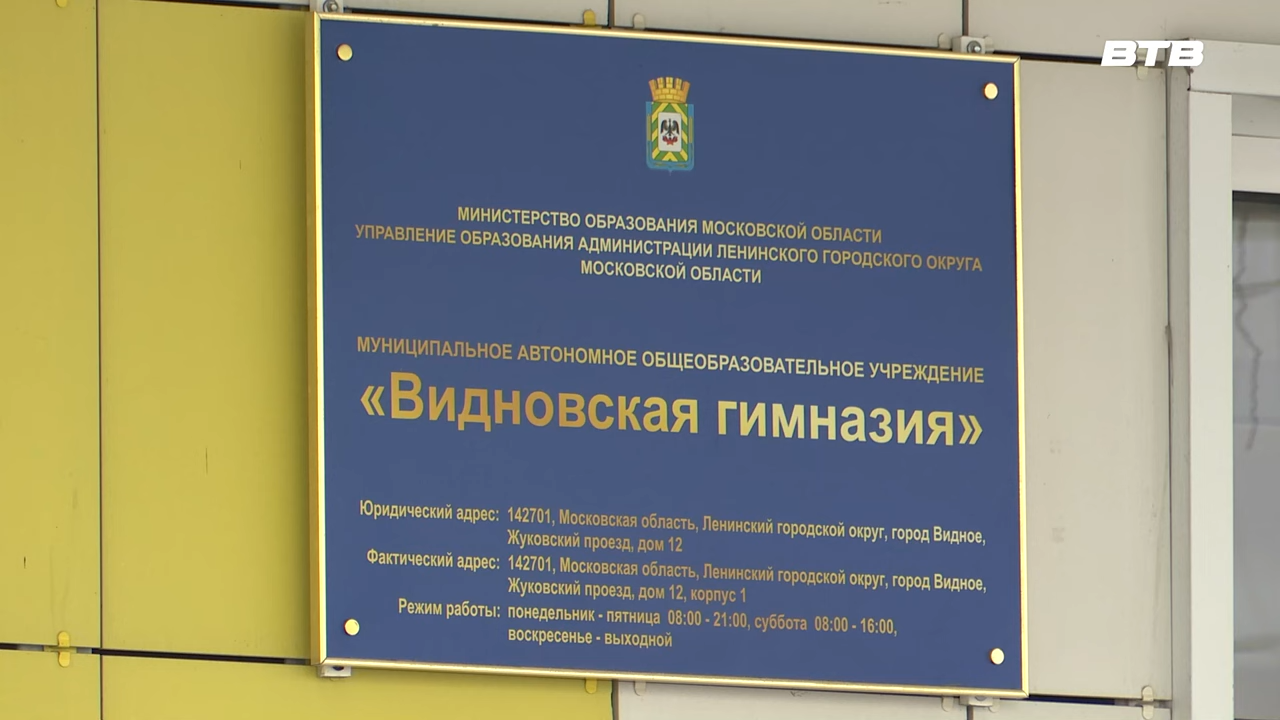 ВТВ
МИНИСТЕРСТВО ОБРАЗОВАНИЯ МОСКОВСКОЙ ОБЛАСТИ
УПРАВЛЕНИЕ ОБРАЗОВАНИЯ АДМИНИСТРАЦИИ ЛЕНИНСКОГО ГОРОДСКОГО ОКРУГА
МОСКОВСКОЙ ОБЛАСТИ
МУНИЦИПАЛЬНОЕ АВТОНОМНОЕ ОБЩЕОБРАЗОВАТЕЛЬНОЕ УЧРЕЖДЕНИЕ
«Видновская гимназия»
Юридический адрес: 142701, Московская область, Ленинский городской округ, город Видное,
Жуковский проезд, дом 12
Фактический адрес: 142701, Московская область, Ленинский городской округ, город Видное,
Жуковский проезд, дом 12, корпус 1
Режим работы: понедельник - пятница 08:00 - 21:00, суббота 08:00 - 16:00,
воскресенье - выходной